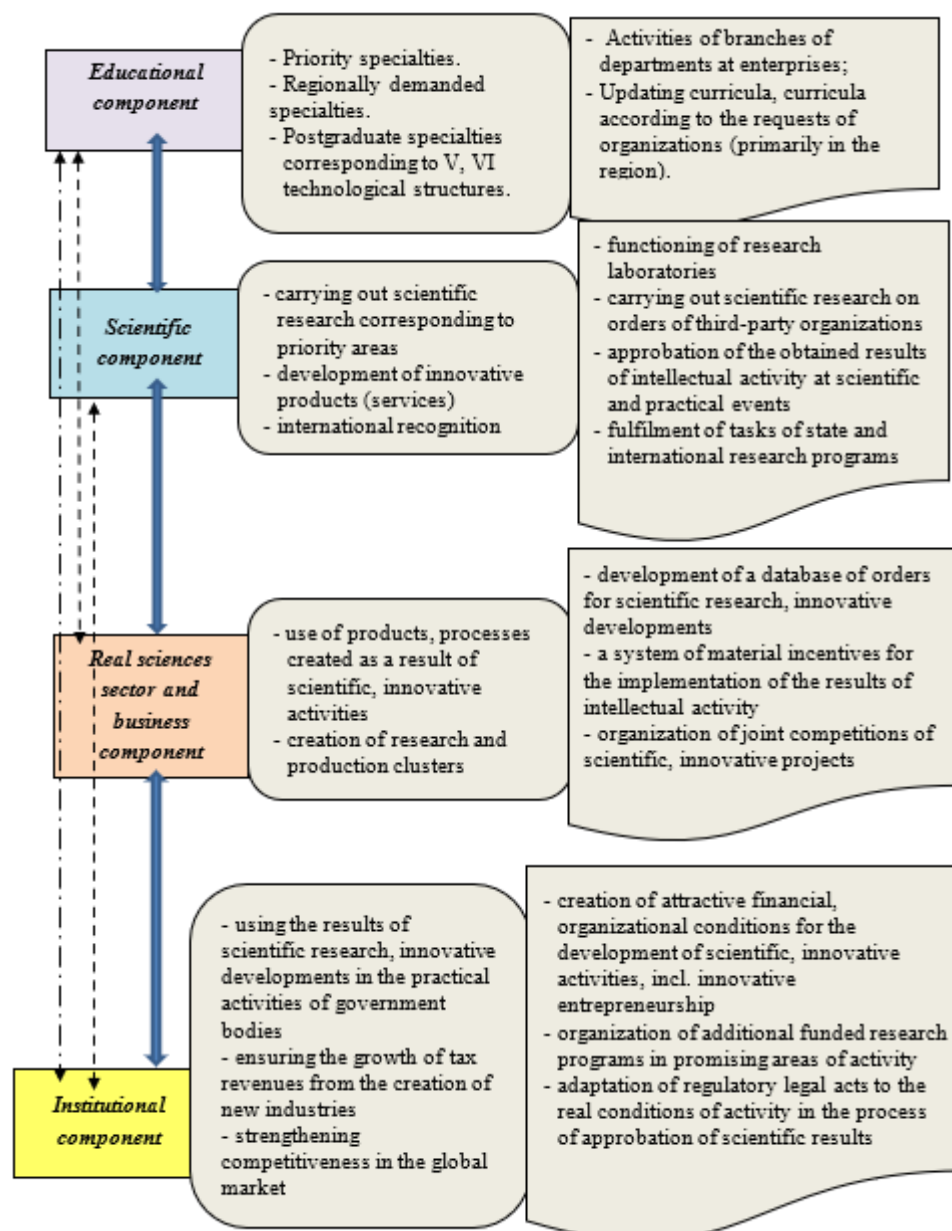 Educational
component
- Priority specialties.
- Regionally demanded
specialties.
- Postgraduate specialties
corresponding to V, VI
technological structures.
- Activities of branches of
departments at enterprises;
- Updating curricula, curricula
according to the requests of
organizations (primarily in the
region).
Scientific
component
- carrying out scientific
research corresponding to
priority areas
- development of innovative
products (services)
- international recognition
- functioning of research
laboratories
- carrying out scientific research on
orders of third-party organizations
- approbation of the obtained results
of intellectual activity at scientific
and practical events
- fulfilment of tasks of state and
international research programs
Real sciences
sector and
business
component
- use of products, processes
created as a result of
scientific, innovative
activities
- creation of research and
production clusters
- development of a database of orders
for scientific research, innovative
developments
- a system of material incentives for
the implementation of the results of
intellectual activity
- organization of joint competitions of
scientific, innovative projects
Institutional
component
- using the results of
scientific research, innovative
developments in the practical
activities of government
bodies
- ensuring the growth of tax
revenues from the creation of
new industries
- strengthening
competitiveness in the global
market
- creation of attractive financial,
organizational conditions for the
development of scientific, innovative
activities, incl. innovative
entrepreneurship
- organization of additional funded research
programs in promising areas of activity
- adaptation of regulatory legal acts to the
real conditions of activity in the process
of approbation of scientific results